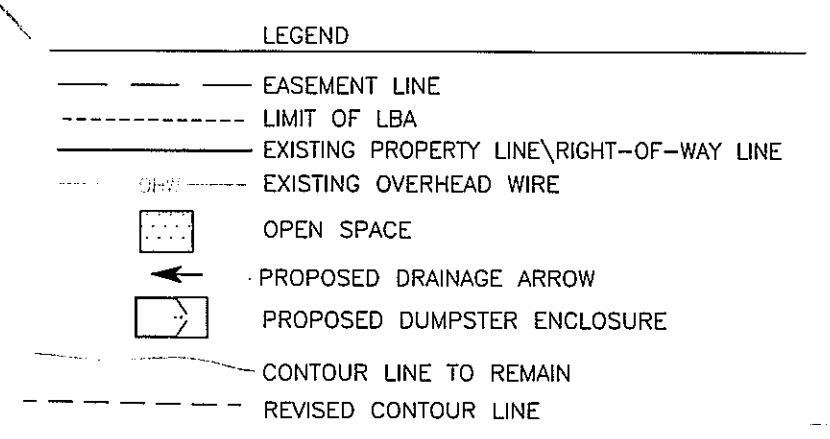 LEGEND
EASEMENT LINE
LIMIT OF LBA
EXISTING PROPERTY LINE\RIGHT-OF-WAY LINE
OHW EXISTING OVERHEAD WIRE
OPEN SPACE
PROPOSED DRAINAGE ARROW
PROPOSED DUMPSTER ENCLOSURE
CONTOUR LINE TO REMAIN
REVISED CONTOUR LINE